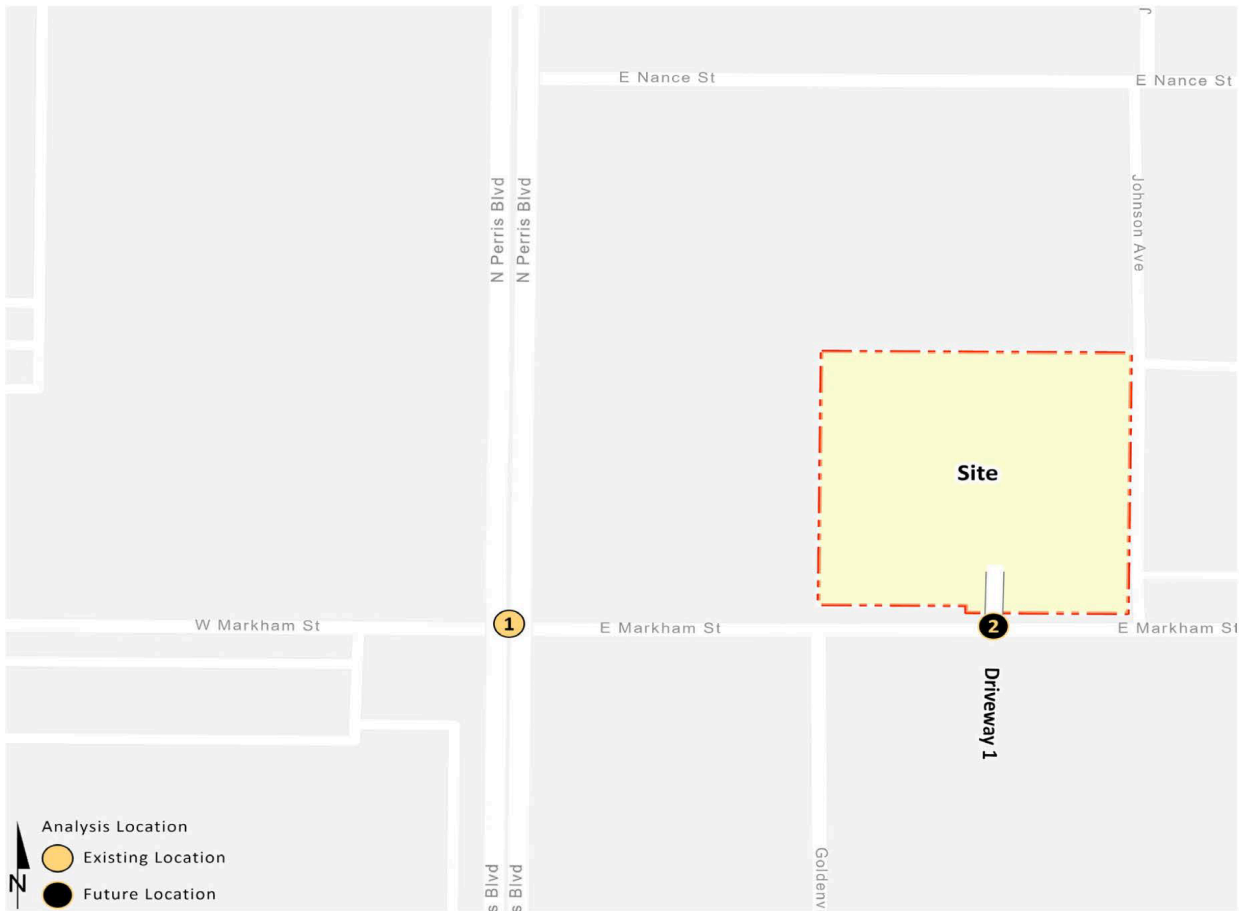 J
E Nance St
E Nance St
N Perris Blvd
N Perris Blvd
Johnson Ave
Site
W Markham St
1
E Markham St
2
E Markham St
Driveway 1
Analysis Location
Existing Location
Future Location
N
s Blvd
s Blvd
Goldenv